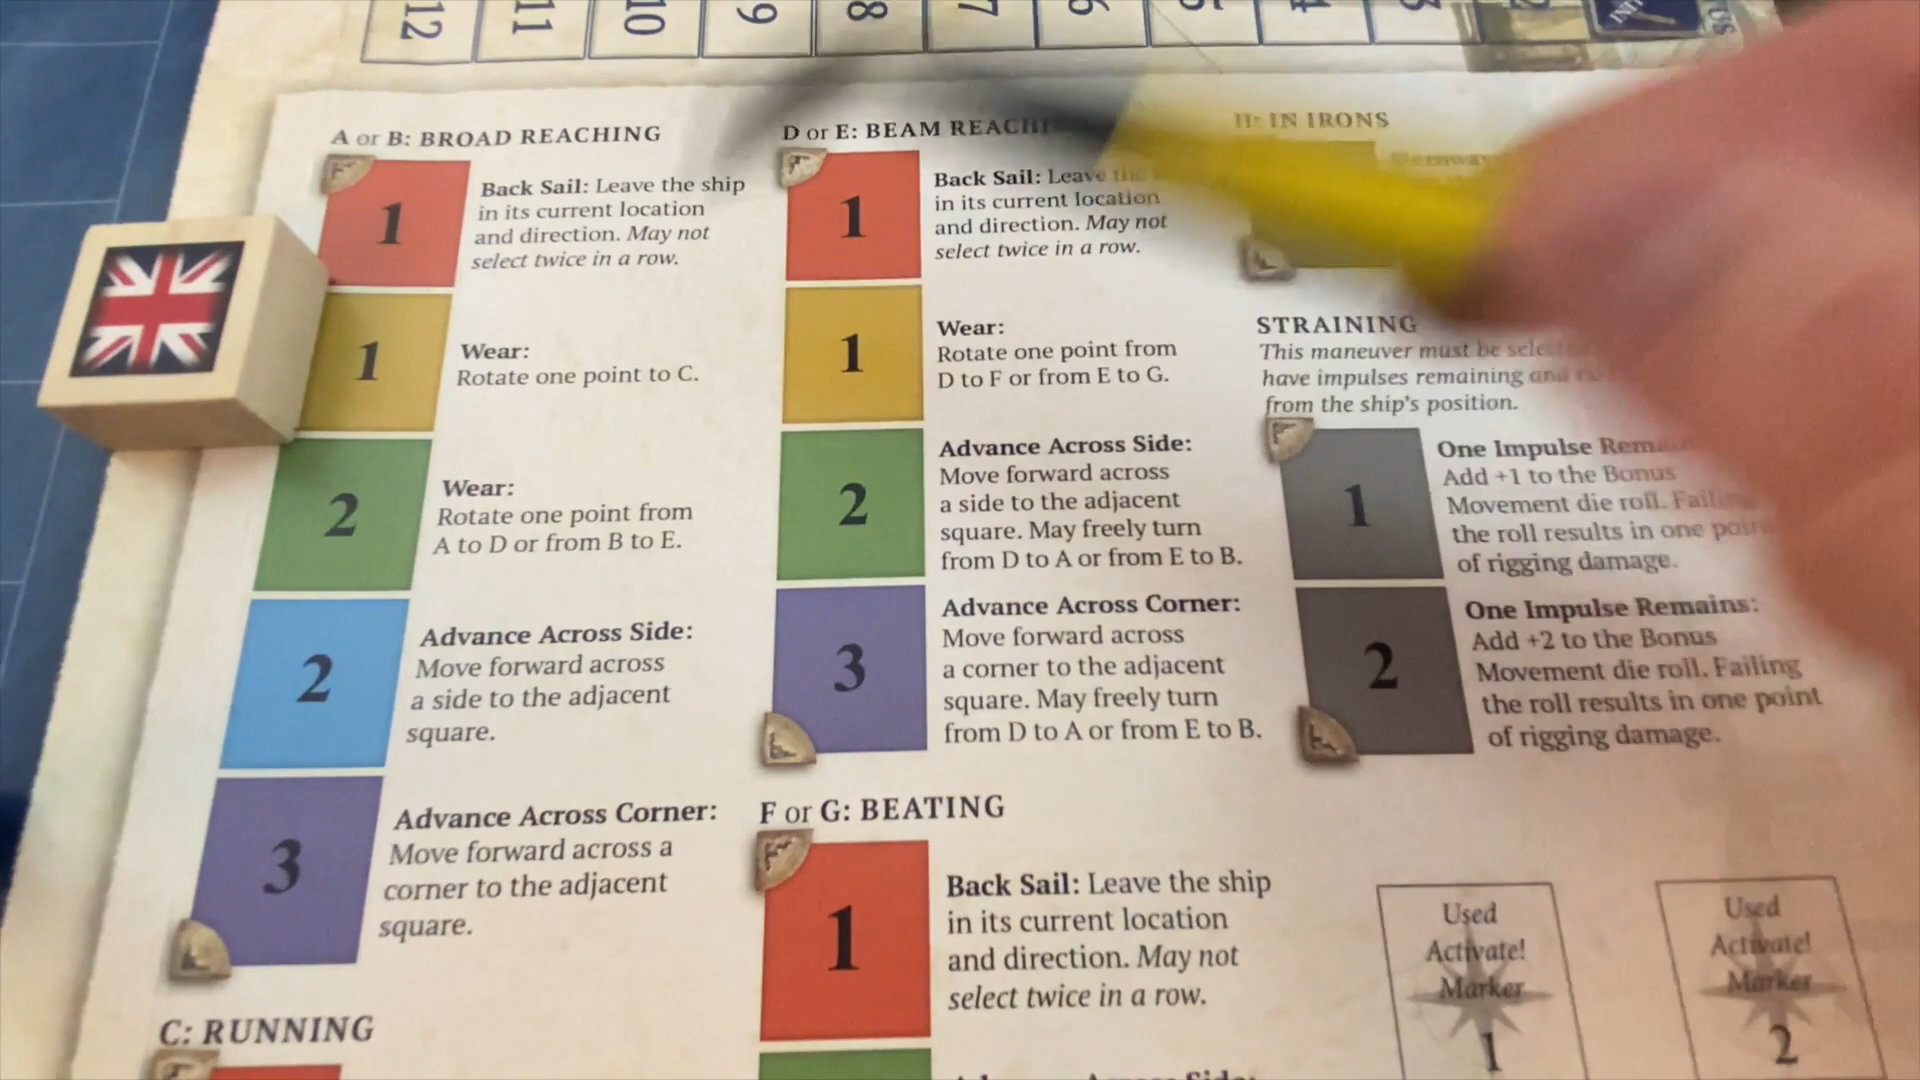 12 11 10 9 8 7 6 5 4 3 2
A or B: BROAD REACHING
1
Back Sail: Leave the ship
in its current location
and direction. May not
select twice in a row.
1
Wear:
Rotate one point to C.
2
Wear:
Rotate one point from
A to D or from B to E.
2
Advance Across Side:
Move forward across
a side to the adjacent
square.
3
Advance Across Corner:
Move forward across a
corner to the adjacent
square.
C: RUNNING
D or E: BEAM
1
Back Sail: Leave the
in its current location
and direction. May not
select twice in a row.
1
Wear:
Rotate one point from
D to F or from E to G.
2
Advance Across Side:
Move forward across
a side to the adjacent
square. May freely turn
from D to A or from E to B.
3
Advance Across Corner:
Move forward across
a corner to the adjacent
square. May freely turn
from D to A or from E to B.
F or G: BEATING
1
Back Sail: Leave the ship
in its current location
and direction. May not
select twice in a row.
H: IN IRONS
STRAINING
This maneuver must be
have impulses remaining and
from the ship's position.
1
One Impulse
Add +1 to the Bonus
Movement die roll. Failing
the roll results in one point
of rigging damage.
2
One Impulse Remains:
Add +2 to the Bonus
Movement die roll. Failing
the roll results in one point
of rigging damage.
Used
Activate!
Marker
1
Used
Activate!
Marker
2